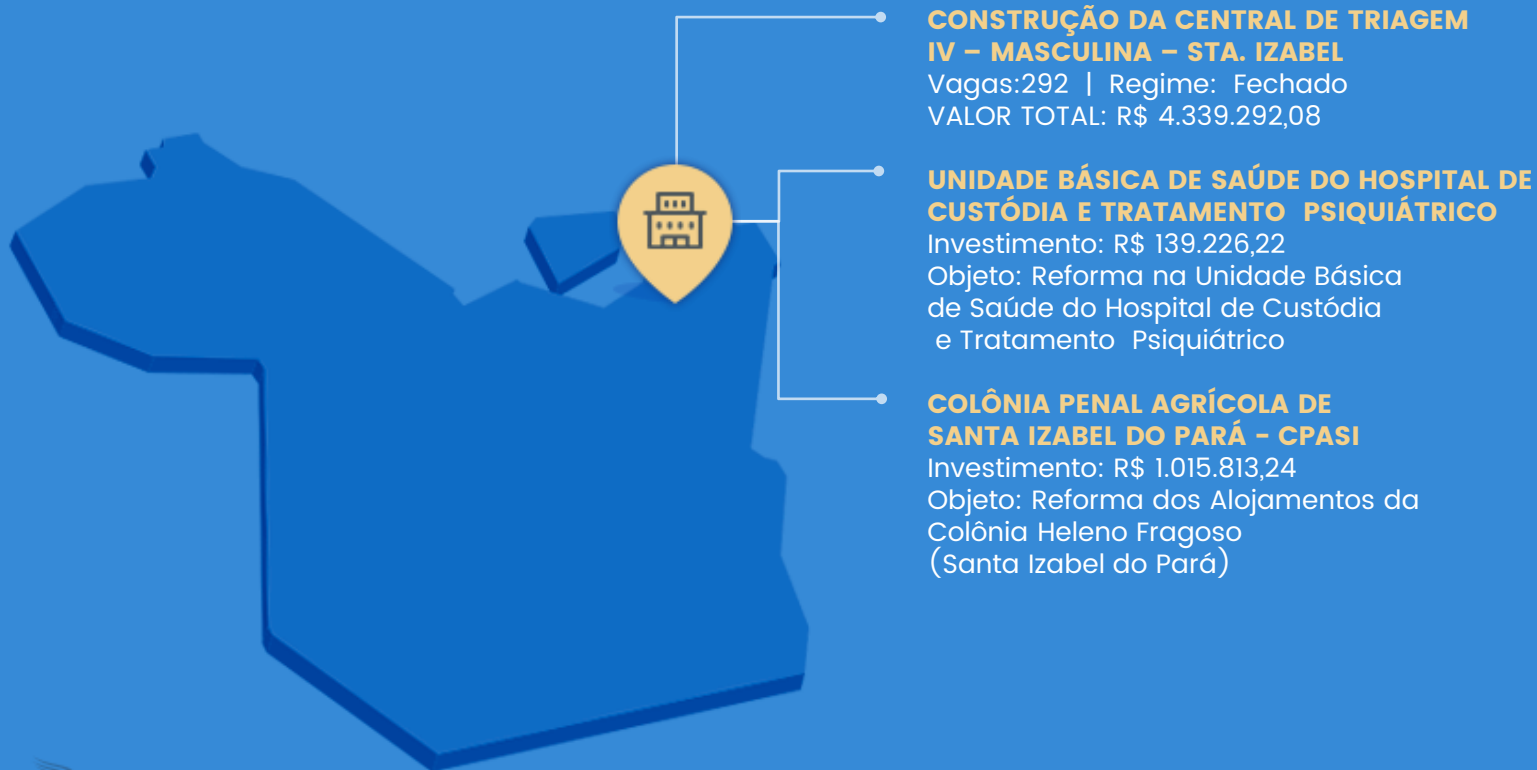 CONSTRUÇÃO DA CENTRAL DE TRIAGEM
IV – MASCULINA – STA. IZABEL
Vagas:292 | Regime: Fechado
VALOR TOTAL: R$ 4.339.292,08
UNIDADE BÁSICA DE SAÚDE DO HOSPITAL DE
CUSTÓDIA E TRATAMENTO PSIQUIÁTRICO
Investimento: R$ 139.226,22
Objeto: Reforma na Unidade Básica
de Saúde do Hospital de Custódia
e Tratamento Psiquiátrico
COLÔNIA PENAL AGRÍCOLA DE
SANTA IZABEL DO PARÁ - CPASI
Investimento: R$ 1.015.813,24
Objeto: Reforma dos Alojamentos da
Colônia Heleno Fragoso
(Santa Izabel do Pará)